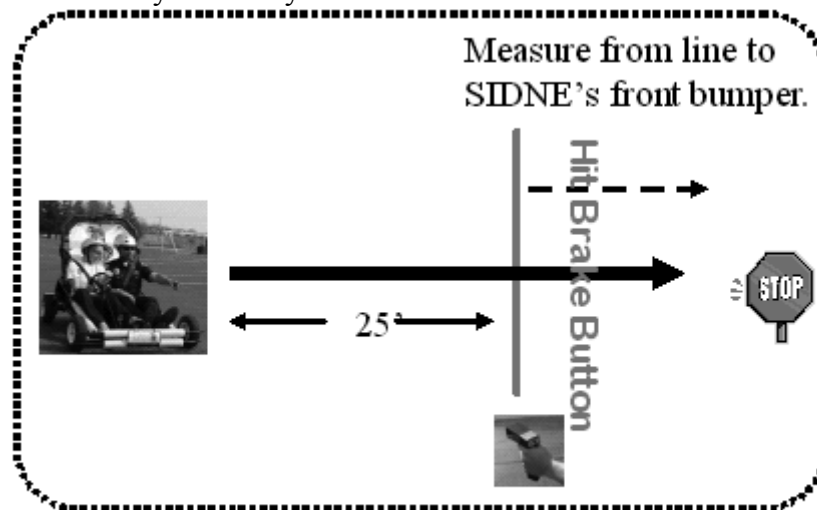 Measure from line to
SIDNE's front bumper.
Hit Brake Button
25'
STOP